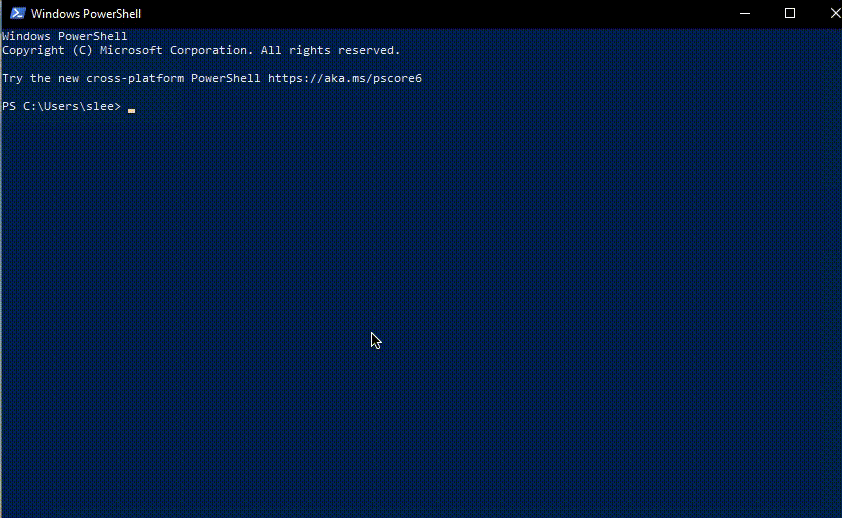 Windows PowerShell
Windows PowerShell
Copyright (C) Microsoft Corporation. All rights reserved.
Try the new cross-platform PowerShell https://aka.ms/pscore6
PS C:\Users\slee>